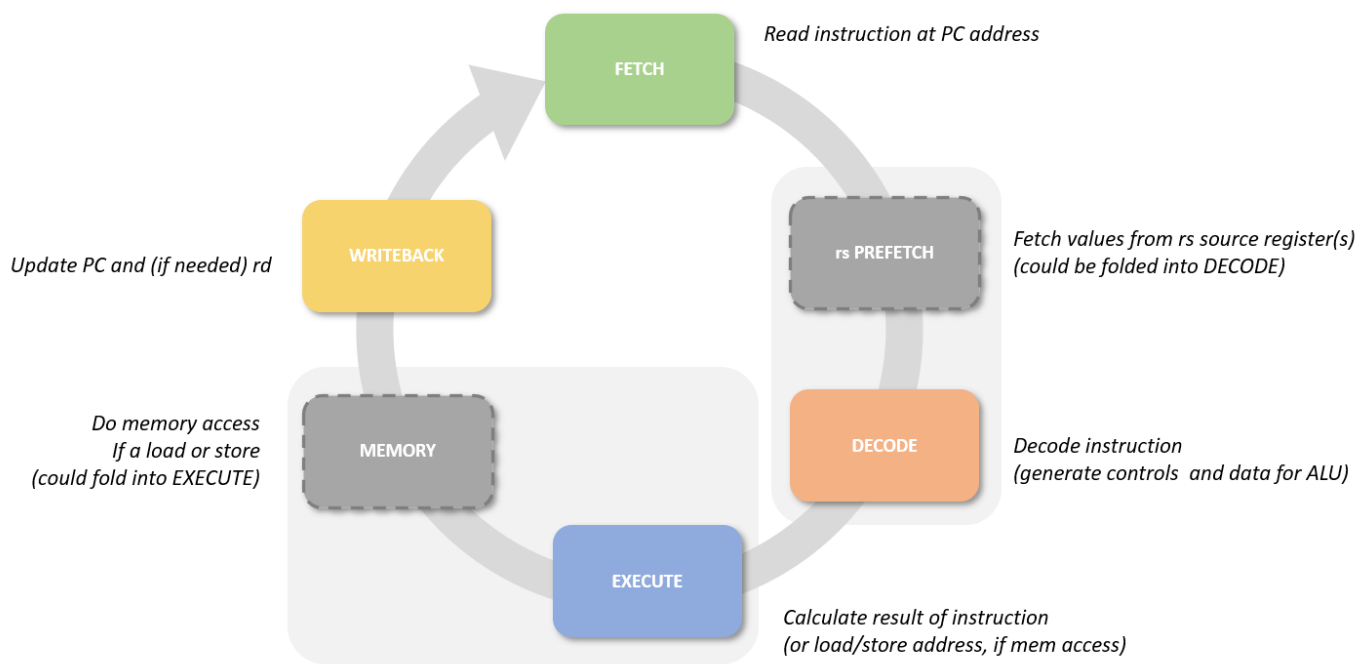 FETCH
Read instruction at PC address
rs PREFETCH
Fetch values from rs source register(s)
(could be folded into DECODE)
DECODE
Decode instruction
(generate controls  and data for ALU)
EXECUTE
Calculate result of instruction
(or load/store address, if mem access)
MEMORY
Do memory access
If a load or store
(could fold into EXECUTE)
WRITEBACK
Update PC and (if needed) rd